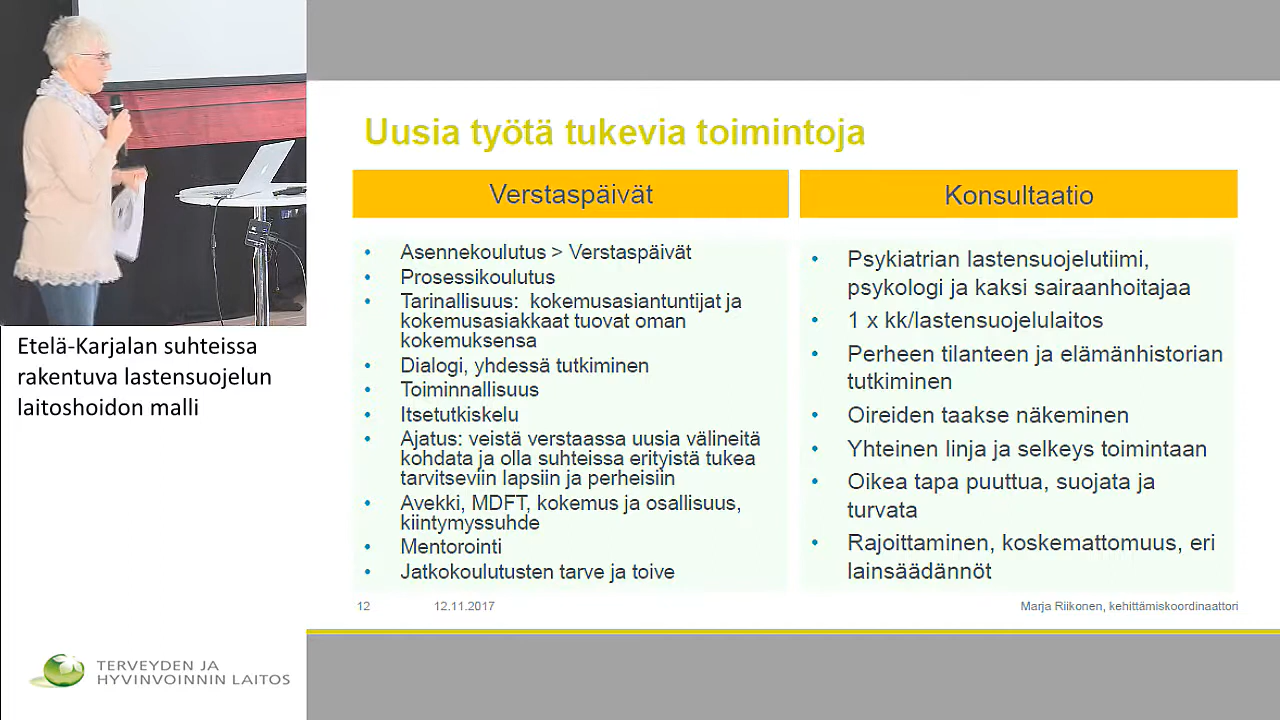 Etelä-Karjalan suhteissa
rakentuva lastensuojelun
laitoshoidon malli
TERVEYDEN JA
HYVINVOINNIN LAITOS
Uusia työtä tukevia toimintoja
Verstaspäivät
• Asennekoulutus > Verstaspäivät
• Prosessikoulutus
• Tarinallisuus: kokemusasiantuntijat ja
kokemusasiakkaat tuovat oman
kokemuksensa
• Dialogi, yhdessä tutkiminen
• Toiminnallisuus
• Itsetutkiskelu
• Ajatus: veistä verstaassa uusia välineitä
kohdata ja olla suhteissa erityistä tukea
tarvitseviin lapsiin ja perheisiin
• Avekki, MDFT, kokemus ja osallisuus,
kiintymyssuhde
• Mentorointi
• Jatkokoulutusten tarve ja toive
Konsultaatio
• Psykiatrian lastensuojelutiimi,
psykologi ja kaksi sairaanhoitajaa
• 1 x kk/lastensuojelulaitos
• Perheen tilanteen ja elämänhistorian
tutkiminen
• Oireiden taakse näkeminen
• Yhteinen linja ja selkeys toimintaan
• Oikea tapa puuttua, suojata ja
turvata
• Rajoittaminen, koskemattomuus, eri
lainsäädännöt
12 12.11.2017 Marja Riikonen, kehittämiskoordinaattori